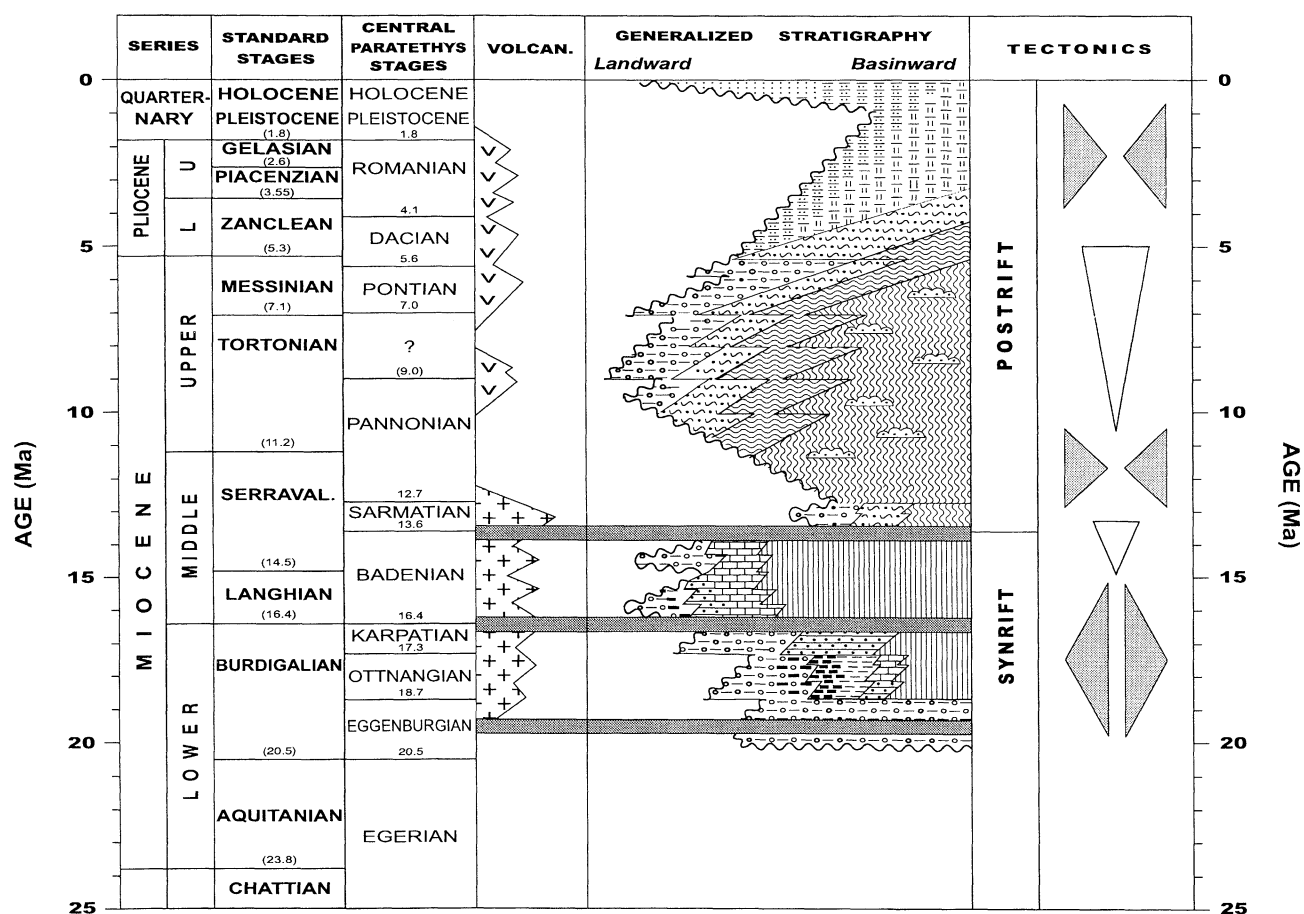 SERIES
STANDARD
STAGES
CENTRAL
PARATETHYS
STAGES
VOLCAN.
GENERALIZED STRATIGRAPHY
Landward Basinward
TECTONICS
0
5
10
15
20
25
AGE (Ma)
QUARTER-
NARY
PLIOCENE
MIOCENE
U
L
UPPER
MIDDLE
LOWER
HOLOCENE
PLEISTOCENE
(1.8)
GELASIAN
(2.6)
PIACENZIAN
(3.55)
ZANCLEAN
(5.3)
MESSINIAN
(7.1)
TORTONIAN
(11.2)
SERRAVAL.
(14.5)
LANGHIAN
(16.4)
BURDIGALIAN
(20.5)
AQUITANIAN
(23.8)
CHATTIAN
HOLOCENE
PLEISTOCENE
1.8
ROMANIAN
4.1
DACIAN
5.6
PONTIAN
7.0
?
(9.0)
PANNONIAN
12.7
SARMATIAN
13.6
BADENIAN
16.4
KARPATIAN
17.3
OTTNANGIAN
18.7
EGGENBURGIAN
20.5
EGERIAN
POSTRIFT
SYNRIFT
0
5
10
15
20
25
AGE (Ma)